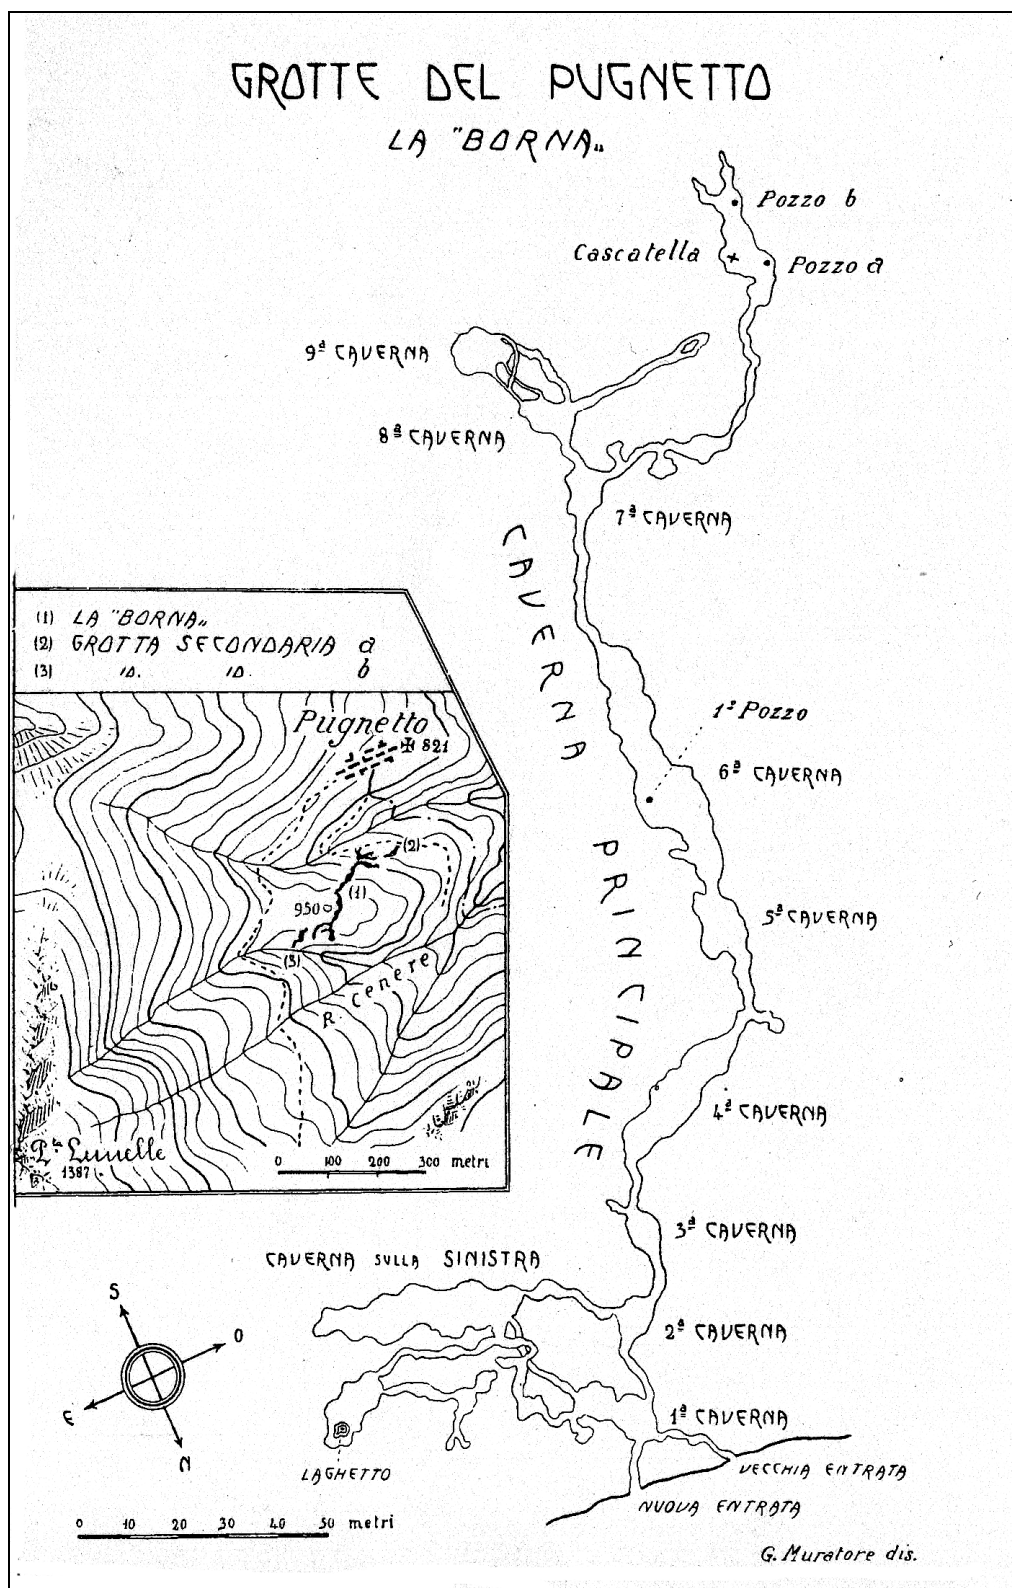 GROTTE DEL PUGNETTO
LA "BORNA„
Pozzo b
Cascatella
Pozzo a
9ª CAVERNA
8ª CAVERNA
7ª CAVERNA
CAVERNA PRINCIPALE
(1) LA "BORNA„
(2) GROTTA SECONDARIA a
(3) ID. ID. b
Pugnetto
821
(2)
(1)
950
(3)
R. Cenere
Pta Lunelle
1387
0 100 200 300 metri
1º Pozzo
6ª CAVERNA
5ª CAVERNA
4ª CAVERNA
3ª CAVERNA
CAVERNA SULLA SINISTRA
2ª CAVERNA
1ª CAVERNA
S
O
E
N
LAGHETTO
VECCHIA ENTRATA
NUOVA ENTRATA
0 10 20 30 40 50 metri
G. Muratore dis.